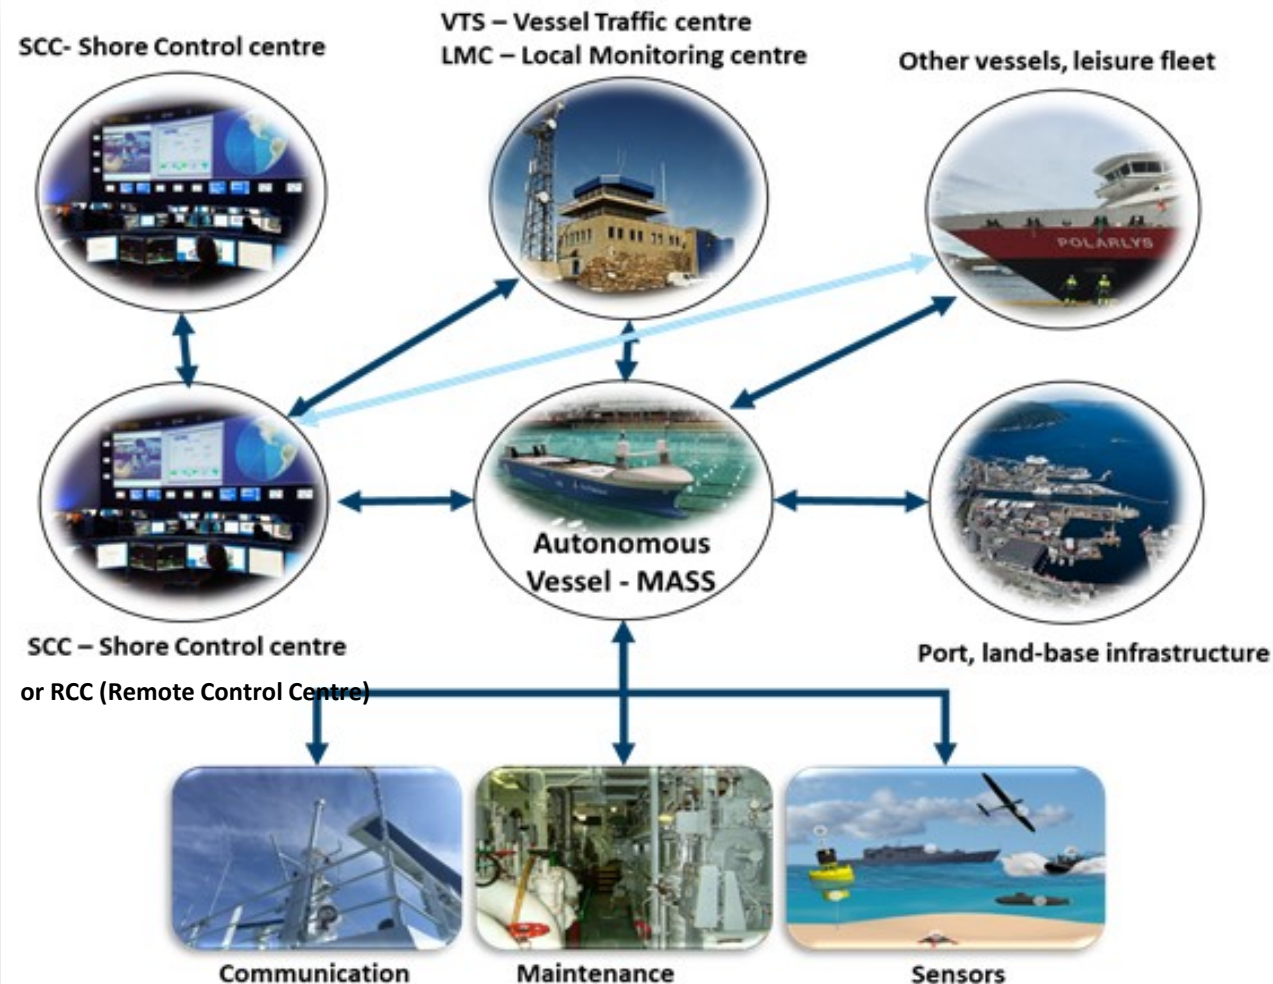 SCC- Shore Control centre
VTS – Vessel Traffic centre
LMC – Local Monitoring centre
Other vessels, leisure fleet
POLARLYS
Autonomous
Vessel - MASS
SCC – Shore Control centre
or RCC (Remote Control Centre)
Port, land-base infrastructure
Communication
Maintenance
Sensors